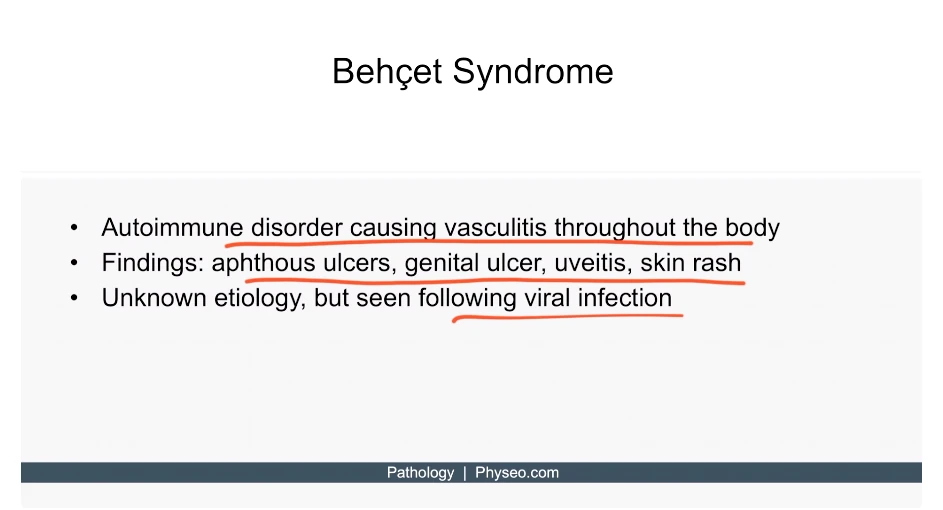 Behçet Syndrome
• Autoimmune disorder causing vasculitis throughout the body
• Findings: aphthous ulcers, genital ulcer, uveitis, skin rash
• Unknown etiology, but seen following viral infection
Pathology | Physeo.com